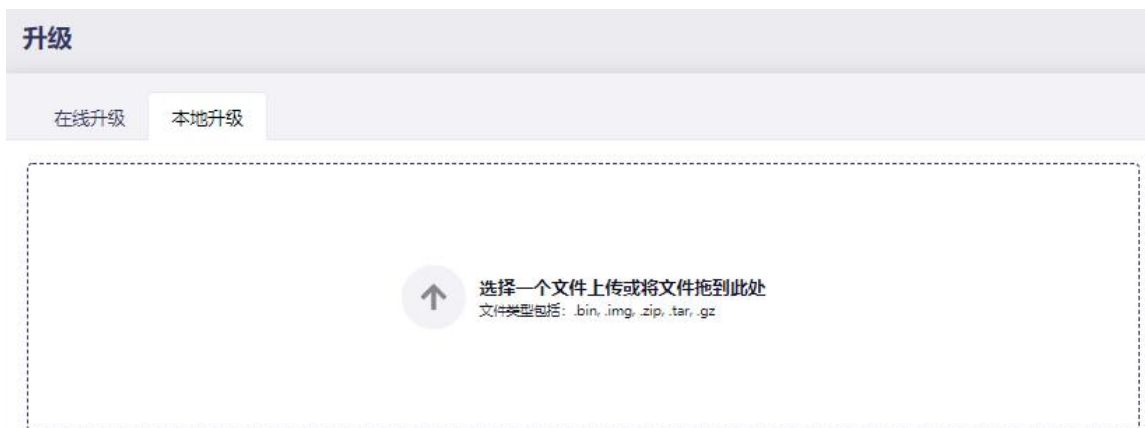 升级
在线升级 本地升级
选择一个文件上传或将文件拖到此处
文件类型包括: .bin, .img, .zip, .tar, .gz